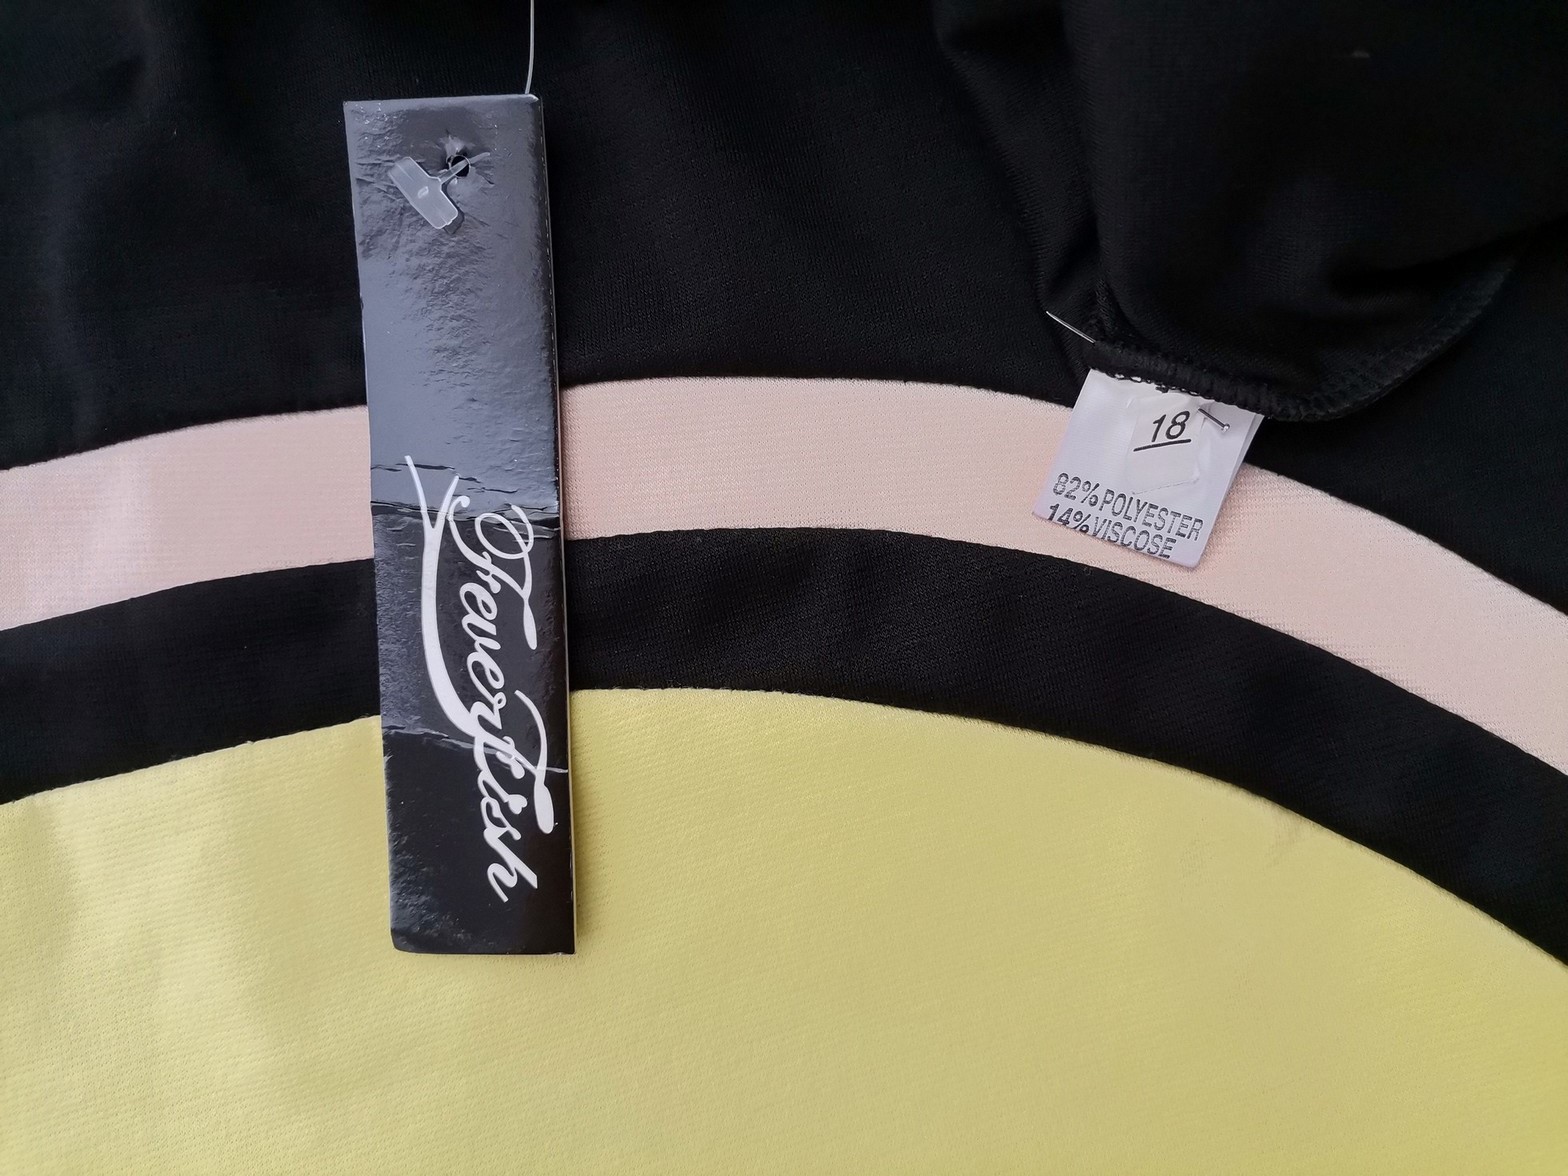 Feverfish
18
82%POLYESTER
14%VISCOSE